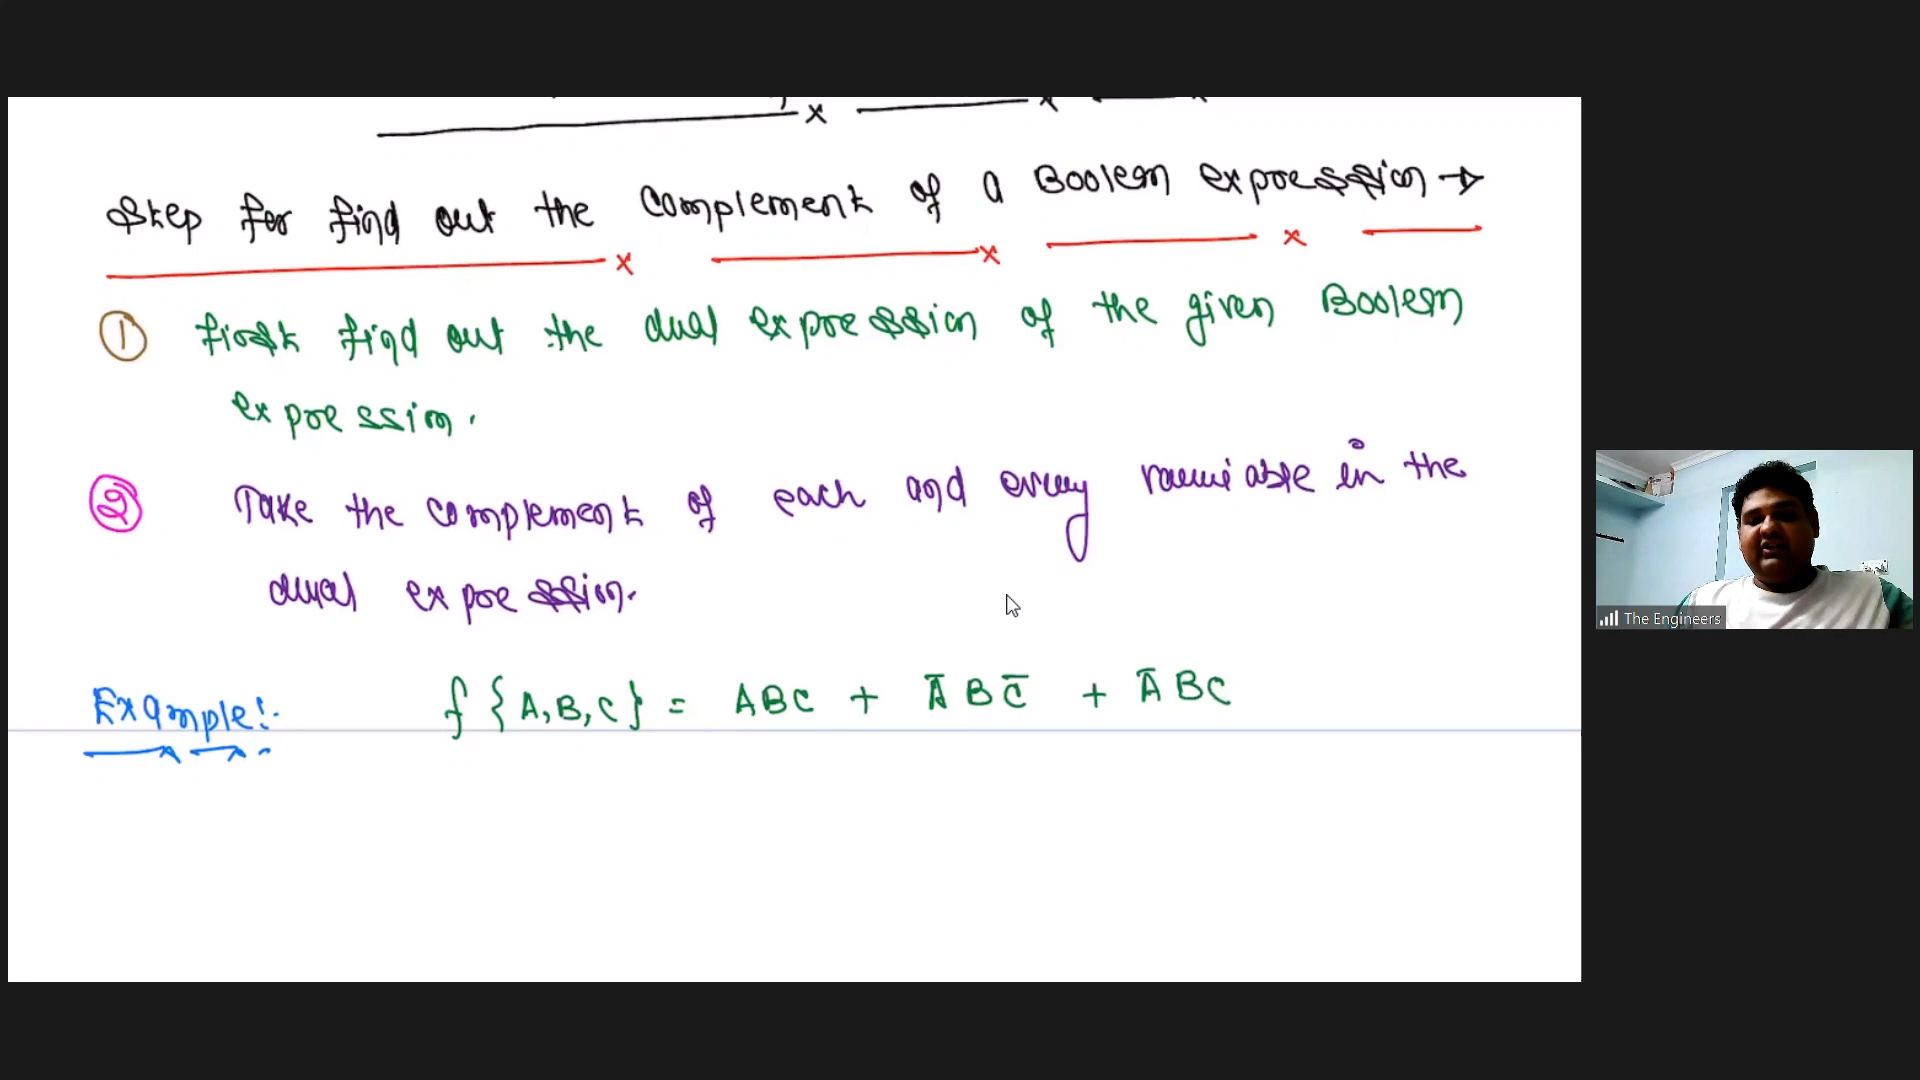 Step for find out the complement of a Boolean expression →
① first find out the dual expression of the given Boolean
expression.
② Take the complement of each and every variable in the
dual expression.
Example:- f{A,B,C} = ABC + A̅BC̅ + A̅BC
The Engineers